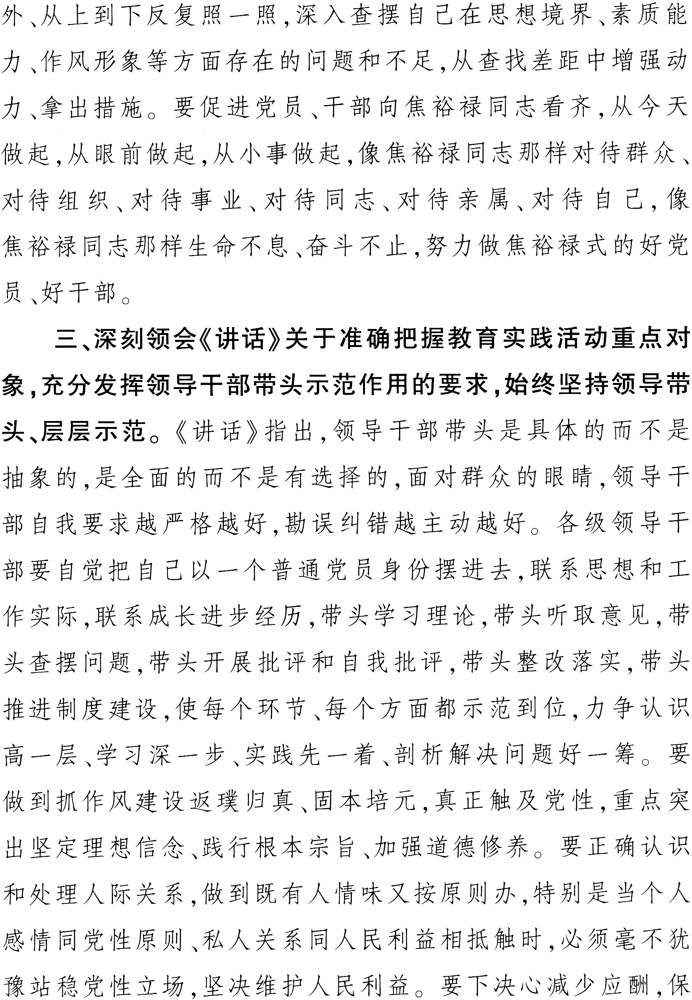 外、从上到下反复照一照,深入查摆自己在思想境界、素质能
力、作风形象等方面存在的问题和不足,从查找差距中增强动
力、拿出措施。要促进党员、干部向焦裕禄同志看齐,从今天
做起,从眼前做起,从小事做起,像焦裕禄同志那样对待群众、
对待组织、对待事业、对待同志、对待亲属、对待自己,像
焦裕禄同志那样生命不息、奋斗不止,努力做焦裕禄式的好党
员、好干部。
三、深刻领会《讲话》关于准确把握教育实践活动重点对
象,充分发挥领导干部带头示范作用的要求,始终坚持领导带
头、层层示范。《讲话》指出,领导干部带头是具体的而不是
抽象的,是全面的而不是有选择的,面对群众的眼睛,领导干
部自我要求越严格越好,勘误纠错越主动越好。各级领导干
部要自觉把自己以一个普通党员身份摆进去,联系思想和工
作实际,联系成长进步经历,带头学习理论,带头听取意见,带
头查摆问题,带头开展批评和自我批评,带头整改落实,带头
推进制度建设,使每个环节、每个方面都示范到位,力争认识
高一层、学习深一步、实践先一着、剖析解决问题好一筹。要
做到抓作风建设返璞归真、固本培元,真正触及党性,重点突
出坚定理想信念、践行根本宗旨、加强道德修养。要正确认识
和处理人际关系,做到既有人情味又按原则办,特别是当个人
感情同党性原则、私人关系同人民利益相抵触时,必须毫不犹
豫站稳党性立场,坚决维护人民利益。要下决心减少应酬,保